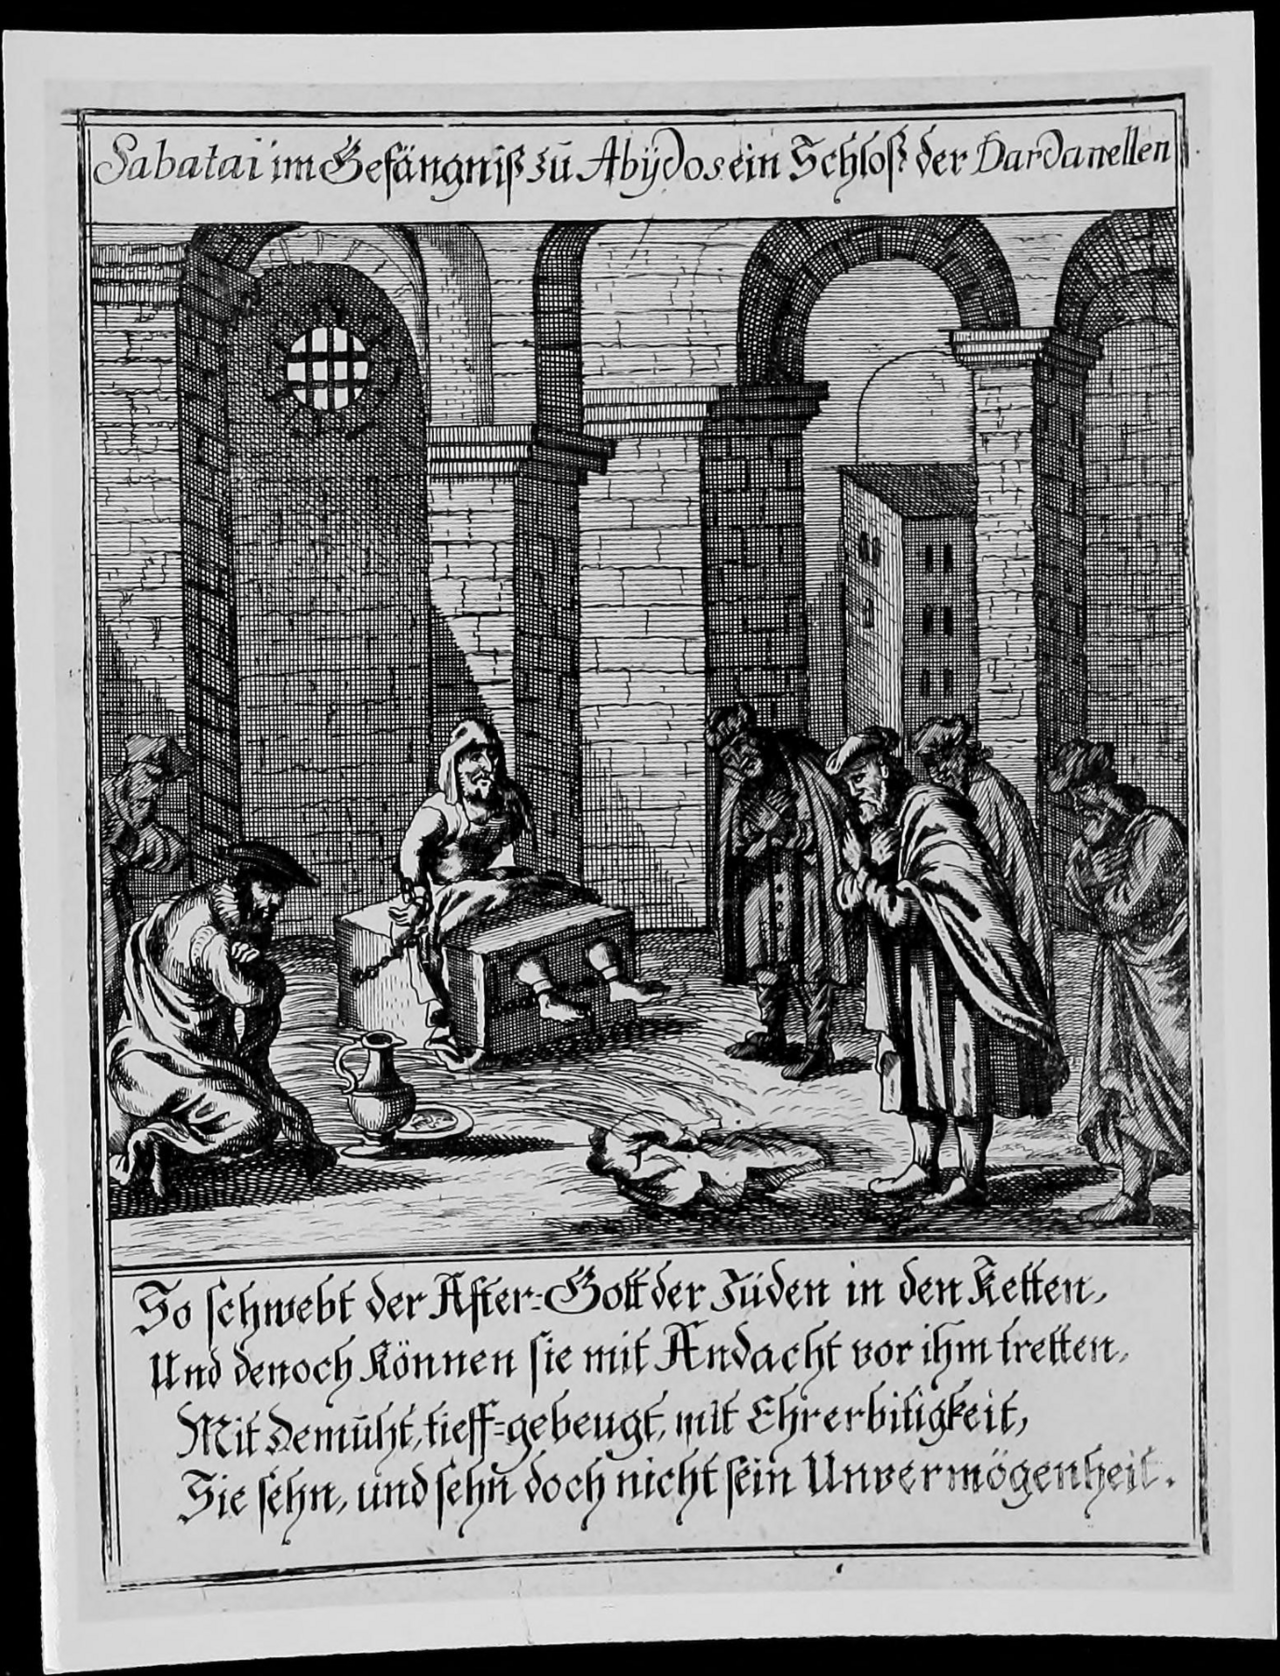 Sabatai im Gefängniß zu Abÿdos ein Schloß der Dardanellen
So schwebt der After-Gott der Jüden in den Ketten,
Und denoch können sie mit Andacht vor ihm tretten,
Mit Demüht, tieff-gebeugt, mit Ehrerbitigkeit,
Sie sehn, und sehn doch nicht sein Unvermögenheit.